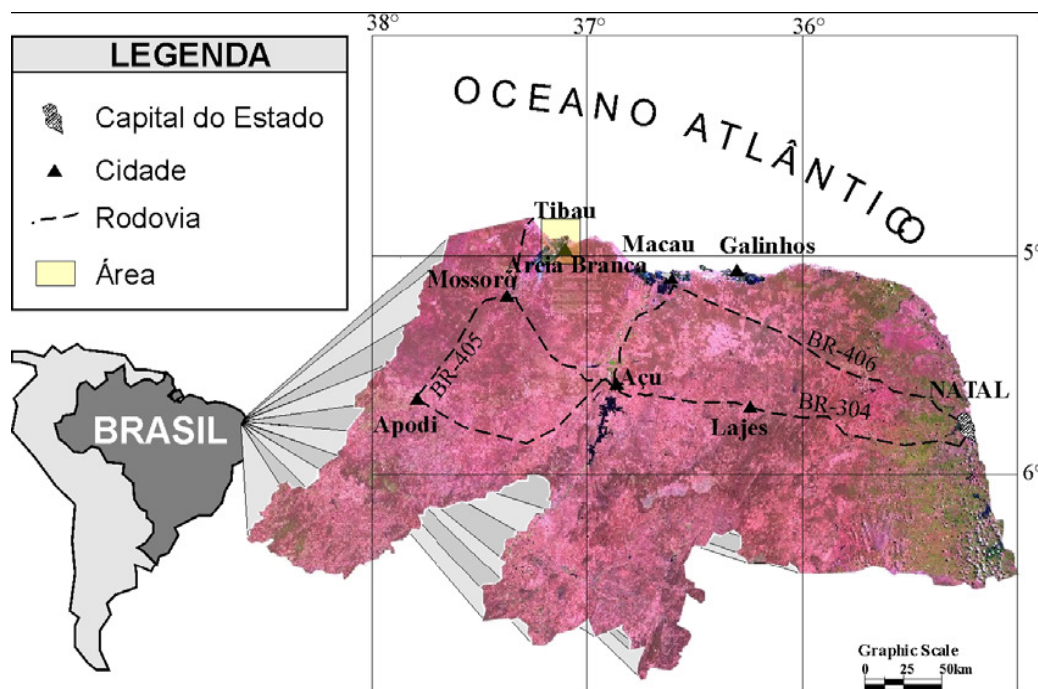 38°
37°
36°
LEGENDA
Capital do Estado
Cidade
Rodovia
Área
OCEANO ATLÂNTICO
Tibau
Macau
Galinhos
5°
Areia Branca
Mossoró
BR-405
BR-406
Açu
NATAL
BRASIL
Apodi
Lajes
BR-304
6°
Graphic Scale
0 25 50km